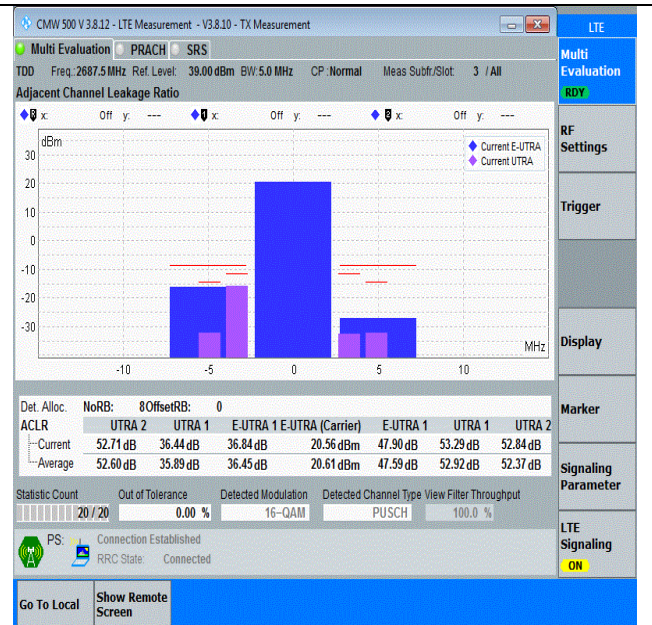 CMW 500 V 3.8.12 - LTE Measurement - V3.8.10 - TX Measurement
LTE
Multi Evaluation PRACH SRS
Multi
Evaluation
RDY
TDD Freq.:2687.5 MHz Ref. Level: 39.00 dBm BW: 5.0 MHz CP :Normal Meas Subfr./Slot: 3 / All
Adjacent Channel Leakage Ratio
x: Off y: --- x: Off y: --- x: Off y: ---
dBm
Current E-UTRA
Current UTRA
30
20
10
0
-10
-20
-30
MHz
-10 -5 0 5 10
RF
Settings
Trigger
Display
Marker
Signaling
Parameter
LTE
Signaling
ON
Det. Alloc. NoRB: 8 OffsetRB: 0
ACLR UTRA 2 UTRA 1 E-UTRA 1 E-UTRA (Carrier) E-UTRA 1 UTRA 1 UTRA 2
Current 52.71 dB 36.44 dB 36.84 dB 20.56 dBm 47.90 dB 53.29 dB 52.84 dB
Average 52.60 dB 35.89 dB 36.45 dB 20.61 dBm 47.59 dB 52.92 dB 52.37 dB
Statistic Count Out of Tolerance Detected Modulation Detected Channel Type View Filter Throughput
20 / 20 0.00 % 16-QAM PUSCH 100.0 %
PS: Connection Established
RRC State: Connected
Go To Local
Show Remote
Screen